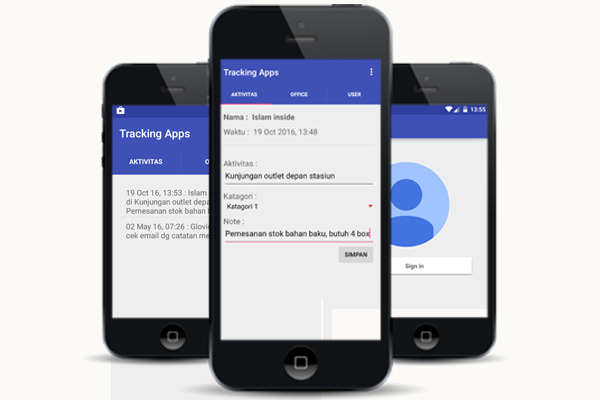 Tracking Apps
AKTIVITAS
19 Oct 16, 13:53 : Islam
di Kunjungan outlet depa
Pemesanan stok bahan
02 May 16, 07:26 : Glovi
cek email dg catatan me
Tracking Apps
AKTIVITAS OFFICE USER
Nama : Islam inside
Waktu : 19 Oct 2016, 13:48
Aktivitas :
Kunjungan outlet depan stasiun
Katagori :
Katagori 1
Note :
Pemesanan stok bahan baku, butuh 4 box
SIMPAN
13:55
Sign in